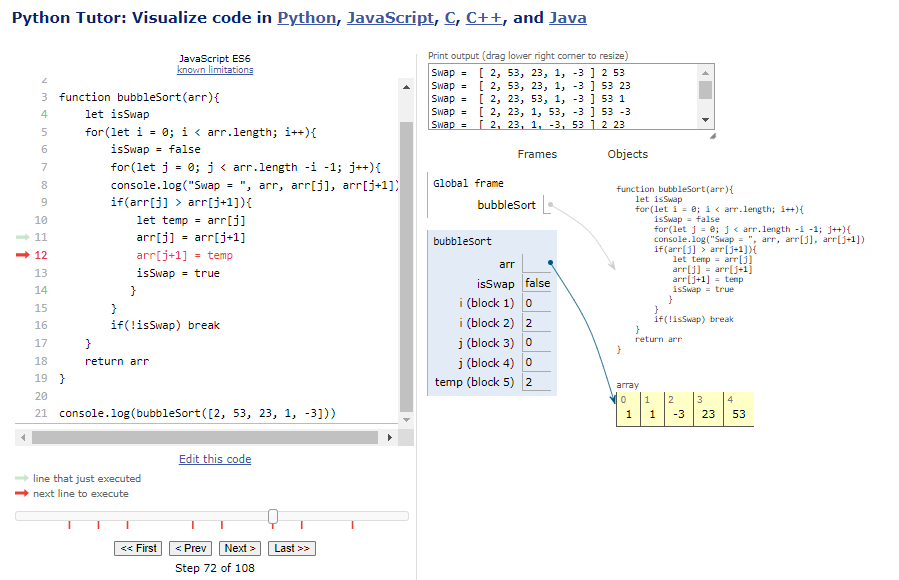 Python Tutor: Visualize code in Python, JavaScript, C, C++, and Java
JavaScript ES6
known limitations
2
3 function bubbleSort(arr){
4 let isSwap
5 for(let i = 0; i < arr.length; i++){
6 isSwap = false
7 for(let j = 0; j < arr.length -i -1; j++){
8 console.log("Swap = ", arr, arr[j], arr[j+1])
9 if(arr[j] > arr[j+1]){
10 let temp = arr[j]
11 arr[j] = arr[j+1]
12 arr[j+1] = temp
13 isSwap = true
14 }
15 }
16 if(!isSwap) break
17 }
18 return arr
19 }
20
21 console.log(bubbleSort([2, 53, 23, 1, -3]))
Edit this code
line that just executed
next line to execute
<< First < Prev Next > Last >>
Step 72 of 108
Print output (drag lower right corner to resize)
Swap = [ 2, 53, 23, 1, -3 ] 2 53
Swap = [ 2, 53, 23, 1, -3 ] 53 23
Swap = [ 2, 23, 53, 1, -3 ] 53 1
Swap = [ 2, 23, 1, 53, -3 ] 53 -3
Swap = [ 2, 23, 1, -3, 53 ] 2 23
Frames Objects
Global frame
bubbleSort
bubbleSort
arr
isSwap false
i (block 1) 0
i (block 2) 2
j (block 3) 0
j (block 4) 0
temp (block 5) 2
function bubbleSort(arr){
let isSwap
for(let i = 0; i < arr.length; i++){
isSwap = false
for(let j = 0; j < arr.length -i -1; j++){
console.log("Swap = ", arr, arr[j], arr[j+1])
if(arr[j] > arr[j+1]){
let temp = arr[j]
arr[j] = arr[j+1]
arr[j+1] = temp
isSwap = true
}
}
if(!isSwap) break
}
return arr
}
array
0 1 2 3 4
1 1 -3 23 53